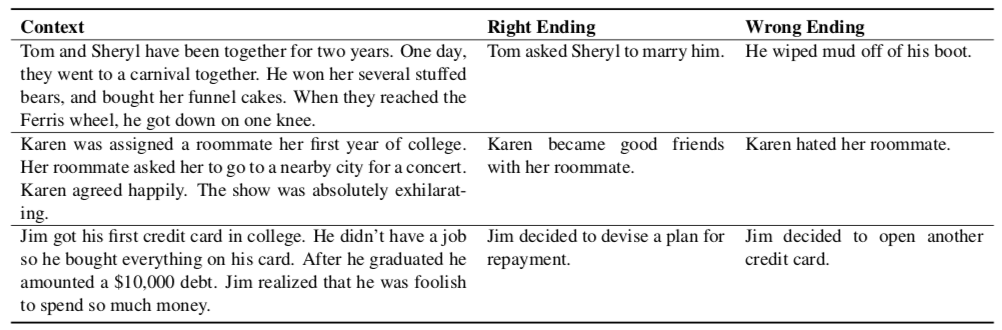 Context Right Ending Wrong Ending
Tom and Sheryl have been together for two years. One day, Tom asked Sheryl to marry him. He wiped mud off of his boot.
they went to a carnival together. He won her several stuffed
bears, and bought her funnel cakes. When they reached the
Ferris wheel, he got down on one knee.
Karen was assigned a roommate her first year of college. Karen became good friends Karen hated her roommate.
Her roommate asked her to go to a nearby city for a concert. with her roommate.
Karen agreed happily. The show was absolutely exhilarat-
ing.
Jim got his first credit card in college. He didn't have a job Jim decided to devise a plan for Jim decided to open another
so he bought everything on his card. After he graduated he repayment. credit card.
amounted a $10,000 debt. Jim realized that he was foolish
to spend so much money.